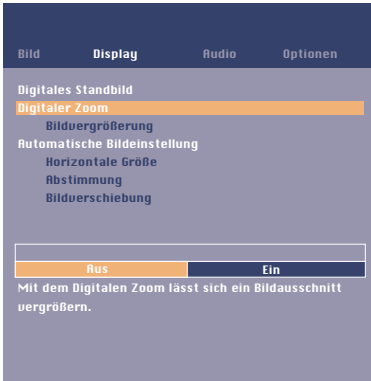 Bild Display Audio Optionen
Digitales Standbild
Digitaler Zoom
Bildvergrößerung
Automatische Bildeinstellung
Horizontale Größe
Abstimmung
Bildverschiebung
Aus Ein
Mit dem Digitalen Zoom lässt sich ein Bildausschnitt
vergrößern.